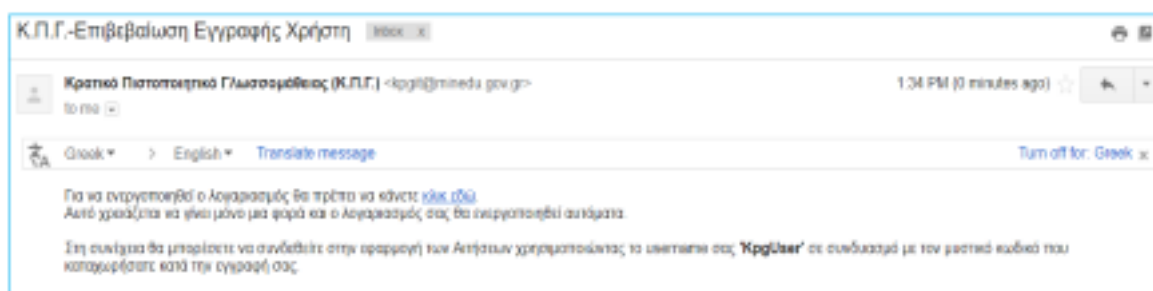 Κ.Π.Γ.-Επιβεβαίωση Εγγραφής Χρήστη Inbox x
Κρατικό Πιστοποιητικό Γλωσσομάθειας (Κ.Π.Γ.) <kpgit@minedu.gov.gr> 1:34 PM (0 minutes ago)
to me
Greek > English Translate message Turn off for: Greek x
Για να ενεργοποιηθεί ο λογαριασμός θα πρέπει να κάνετε κλικ εδώ.
Αυτό χρειάζεται να γίνει μόνο μια φορά και ο λογαριασμός σας θα ενεργοποιηθεί αυτόματα.
Στη συνέχεια θα μπορέσετε να συνδεθείτε στην εφαρμογή των Αιτήσεων χρησιμοποιώντας το username σας 'KpgUser' σε συνδυασμό με τον μυστικό κωδικό που
καταχωρήσατε κατά την εγγραφή σας.